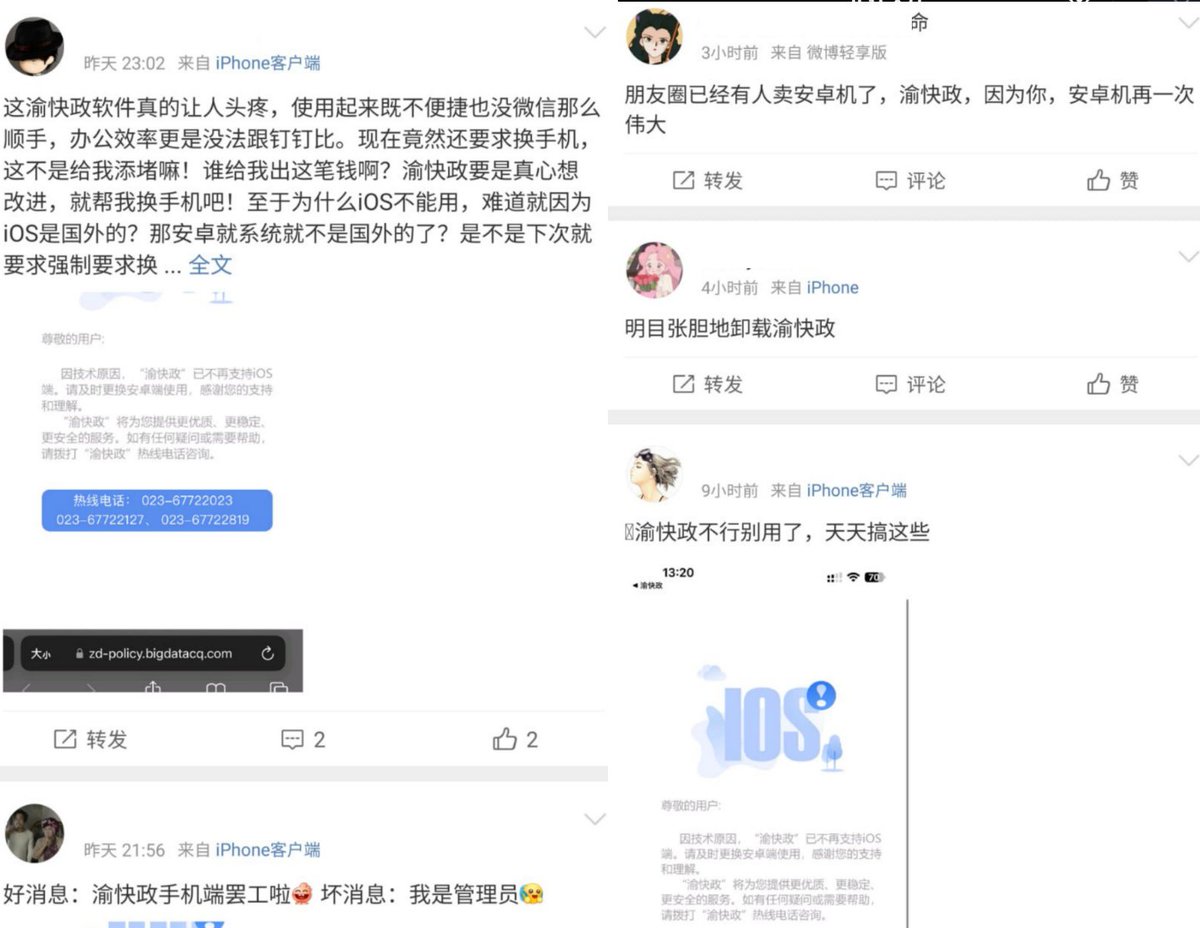 昨天 23:02 来自 iPhone客户端
这渝快政软件真的让人头疼，使用起来既不便捷也没微信那么
顺手，办公效率更是没法跟钉钉比。现在竟然还要求换手机，
这不是给我添堵嘛！谁给我出这笔钱啊？渝快政要是真心想
改进，就帮我换手机吧！至于为什么iOS不能用，难道就因为
iOS是国外的？那安卓就系统就不是国外的了？是不是下次就
要求强制要求换 ... 全文
尊敬的用户:
因技术原因，“渝快政”已不再支持iOS
端。请及时更换安卓端使用，感谢您的支持
和理解。
“渝快政”将为您提供更优质、更稳定、
更安全的服务。如有任何疑问或需要帮助，
请拨打“渝快政”热线电话咨询。
热线电话： 023-67722023
023-67722127、 023-67722819
大小 zd-policy.bigdatacq.com
转发 2 2
昨天 21:56 来自 iPhone客户端
好消息：渝快政手机端罢工啦 坏消息：我是管理员
命
3小时前 来自 微博轻享版
朋友圈已经有人卖安卓机了，渝快政，因为你，安卓机再一次
伟大
转发 评论 赞
4小时前 来自 iPhone
明目张胆地卸载渝快政
转发 评论 赞
9小时前 来自 iPhone客户端
渝快政不行别用了，天天搞这些
13:20 70
渝快政
IOS
尊敬的用户:
因技术原因，“渝快政”已不再支持iOS
端。请及时更换安卓端使用，感谢您的支持
和理解。
“渝快政”将为您提供更优质、更稳定、
更安全的服务。如有任何疑问或需要帮助，
请拨打“渝快政”热线电话咨询。